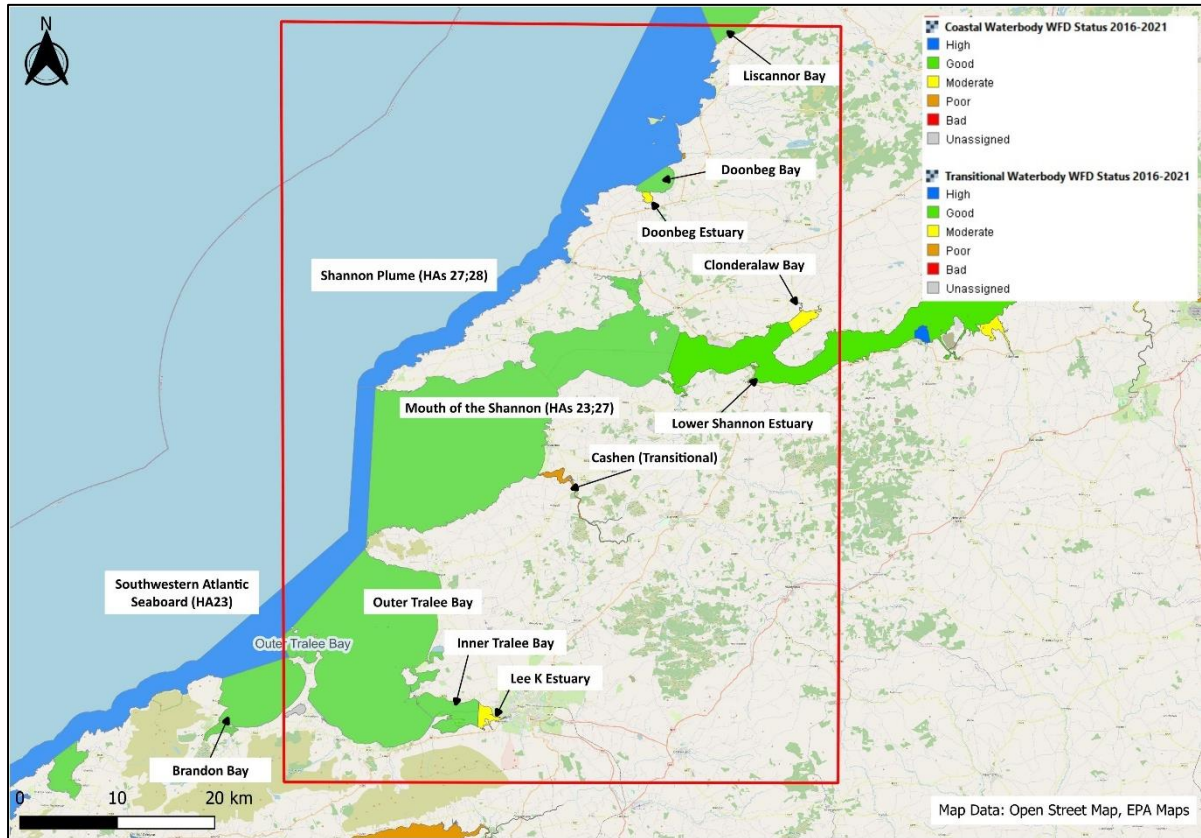 N
Coastal Waterbody WFD Status 2016-2021
High
Good
Moderate
Poor
Bad
Unassigned
Transitional Waterbody WFD Status 2016-2021
High
Good
Moderate
Poor
Bad
Unassigned
Liscannor Bay
Doonbeg Bay
Doonbeg Estuary
Clonderalaw Bay
Shannon Plume (HAs 27;28)
Mouth of the Shannon (HAs 23;27)
Lower Shannon Estuary
Cashen (Transitional)
Southwestern Atlantic
Seaboard (HA23)
Outer Tralee Bay
Outer Tralee Bay
Inner Tralee Bay
Lee K Estuary
Brandon Bay
0 10 20 km
Map Data: Open Street Map, EPA Maps